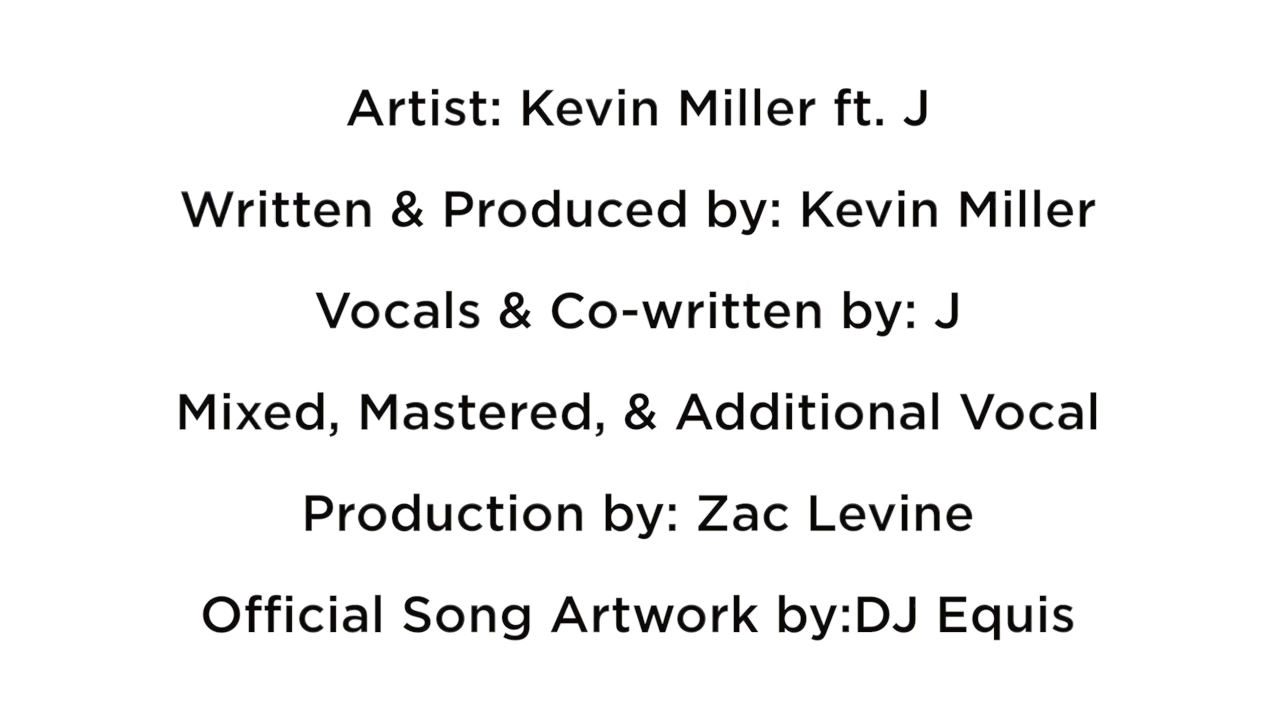 Artist: Kevin Miller ft. J
Written & Produced by: Kevin Miller
Vocals & Co-written by: J
Mixed, Mastered, & Additional Vocal
Production by: Zac Levine
Official Song Artwork by:DJ Equis